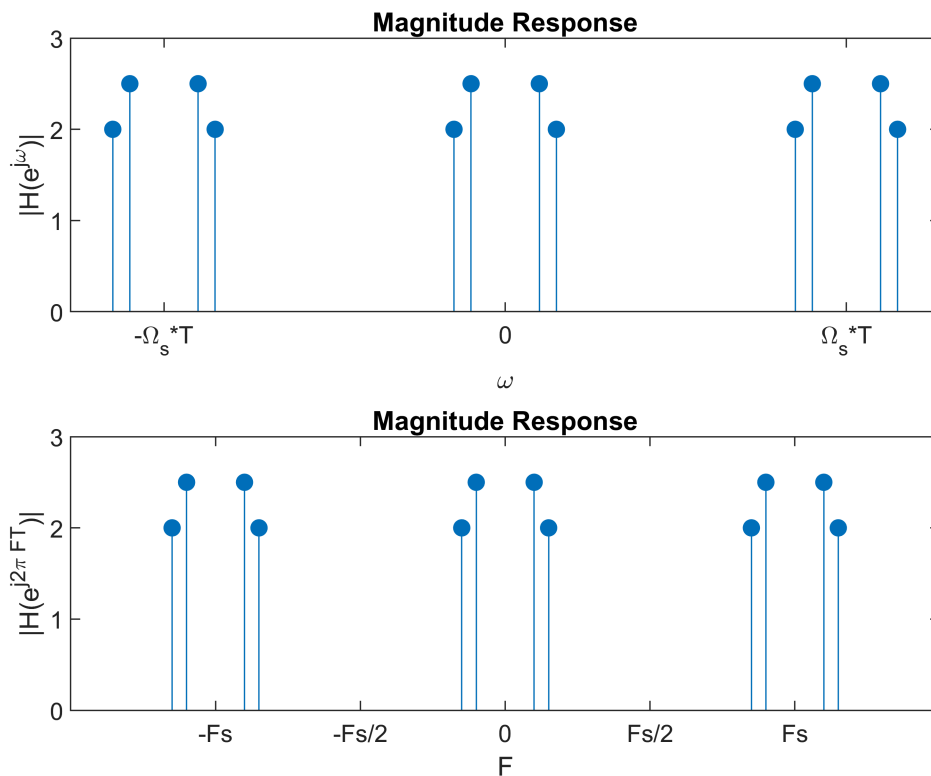 Magnitude Response
3
2
1
0
|H(e^{jω})|
-Ω_s*T
0
Ω_s*T
ω
Magnitude Response
3
2
1
0
|H(e^{j2π FT})|
-Fs
-Fs/2
0
Fs/2
Fs
F